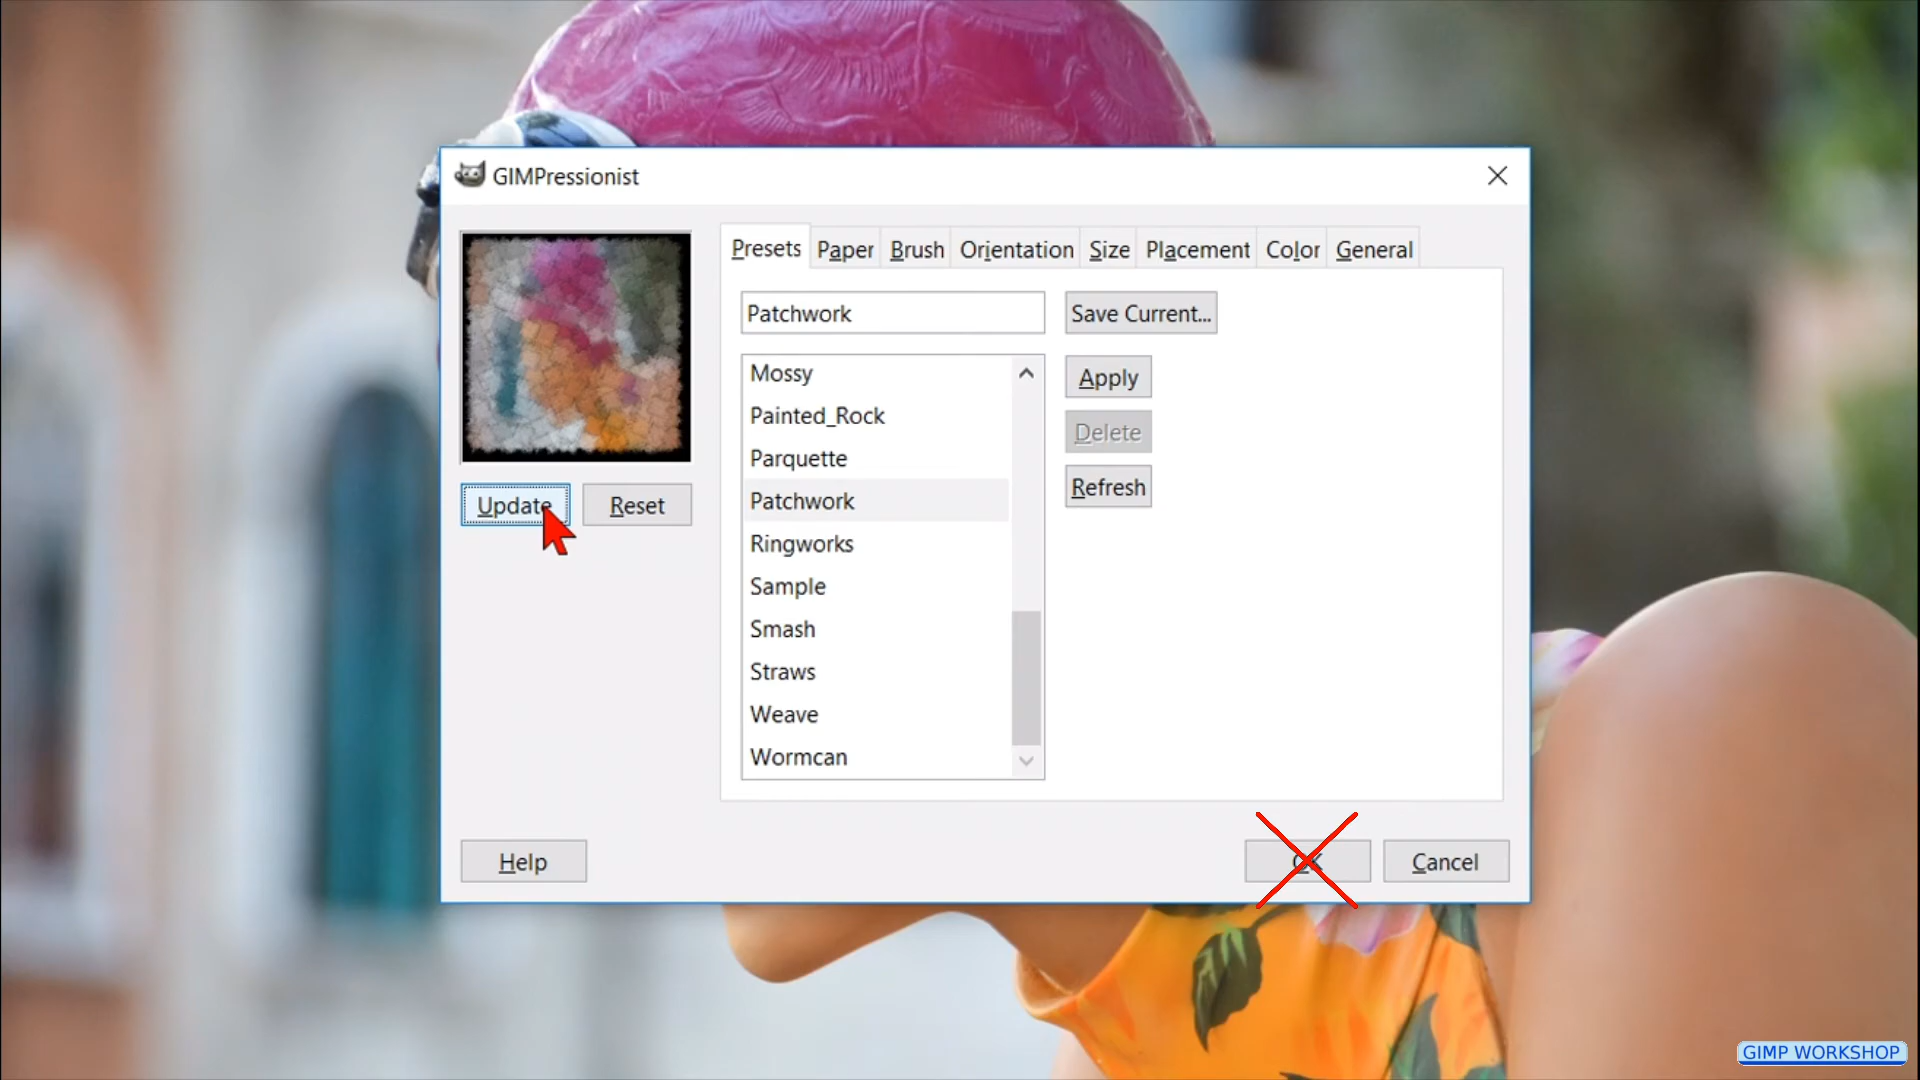 GIMPressionist
Presets Paper Brush Orientation Size Placement Color General
Patchwork
Save Current...
Mossy
Painted_Rock
Parquette
Patchwork
Ringworks
Sample
Smash
Straws
Weave
Wormcan
Apply
Delete
Refresh
Update Reset
Help
OK
Cancel
GIMP WORKSHOP